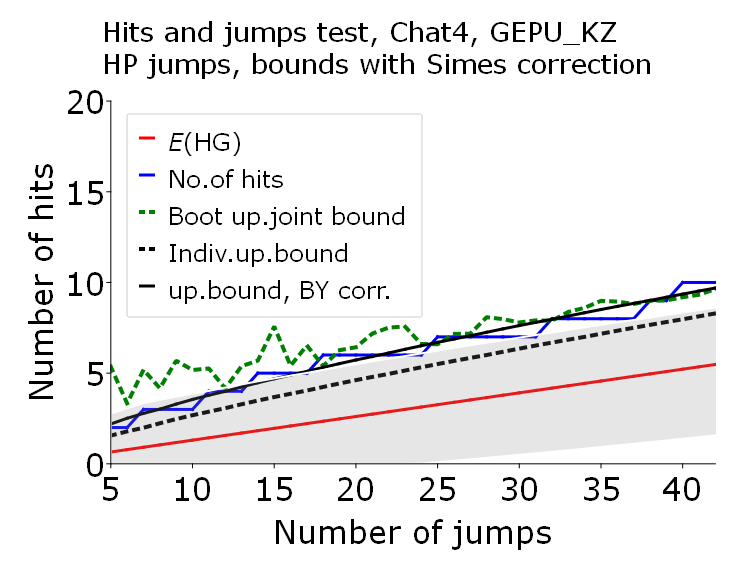 Hits and jumps test, Chat4, GEPU_KZ
HP jumps, bounds with Simes correction
Number of hits
20
15
10
5
0
E(HG)
No.of hits
Boot up.joint bound
Indiv.up.bound
up.bound, BY corr.
5 10 15 20 25 30 35 40
Number of jumps